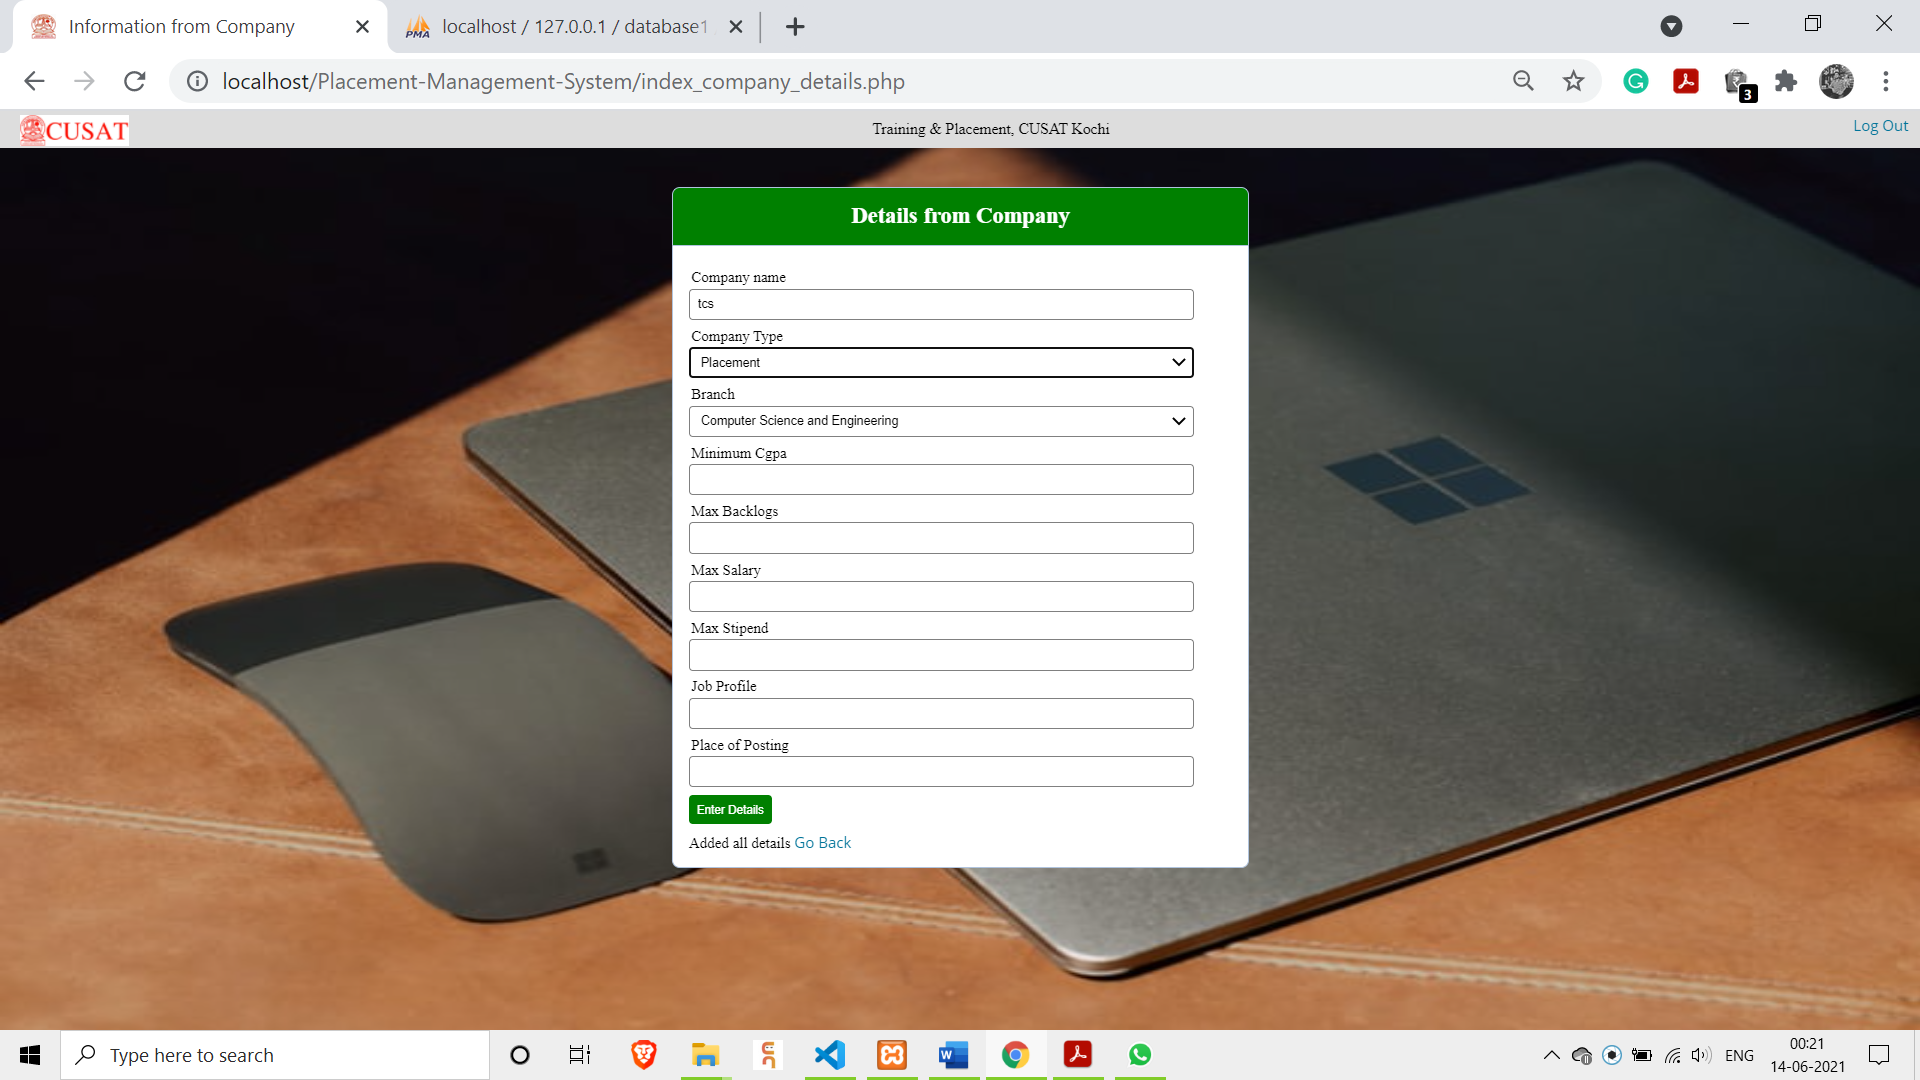 Information from Company
localhost / 127.0.0.1 / database1
localhost/Placement-Management-System/index_company_details.php
3
CUSAT
Training & Placement, CUSAT Kochi
Log Out
Details from Company
Company name
tcs
Company Type
Placement
Branch
Computer Science and Engineering
Minimum Cgpa
Max Backlogs
Max Salary
Max Stipend
Job Profile
Place of Posting
Enter Details
Added all details Go Back
Type here to search
ENG
00:21
14-06-2021